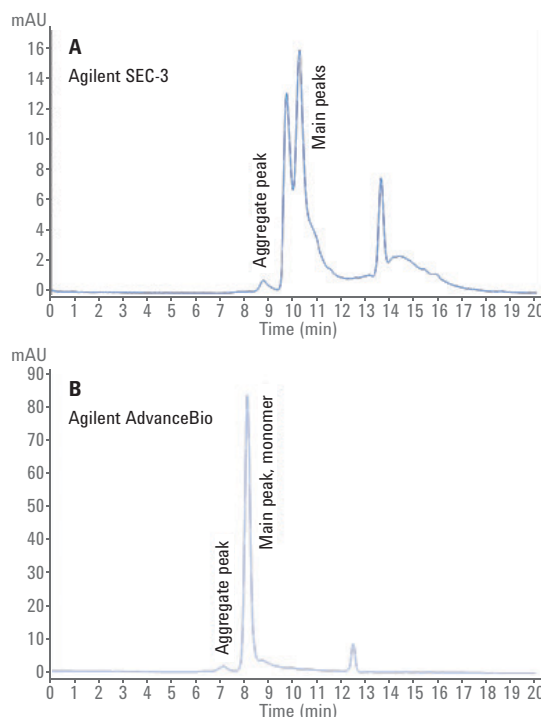 mAU
A
Agilent SEC-3
16
14
12
10
8
6
4
2
0
Aggregate peak
Main peaks
0 1 2 3 4 5 6 7 8 9 10 11 12 13 14 15 16 17 18 19 20
Time (min)
mAU
B
Agilent AdvanceBio
90
80
70
60
50
40
30
20
10
0
Aggregate peak
Main peak, monomer
0 1 2 3 4 5 6 7 8 9 10 11 12 13 14 15 16 17 18 19 20
Time (min)